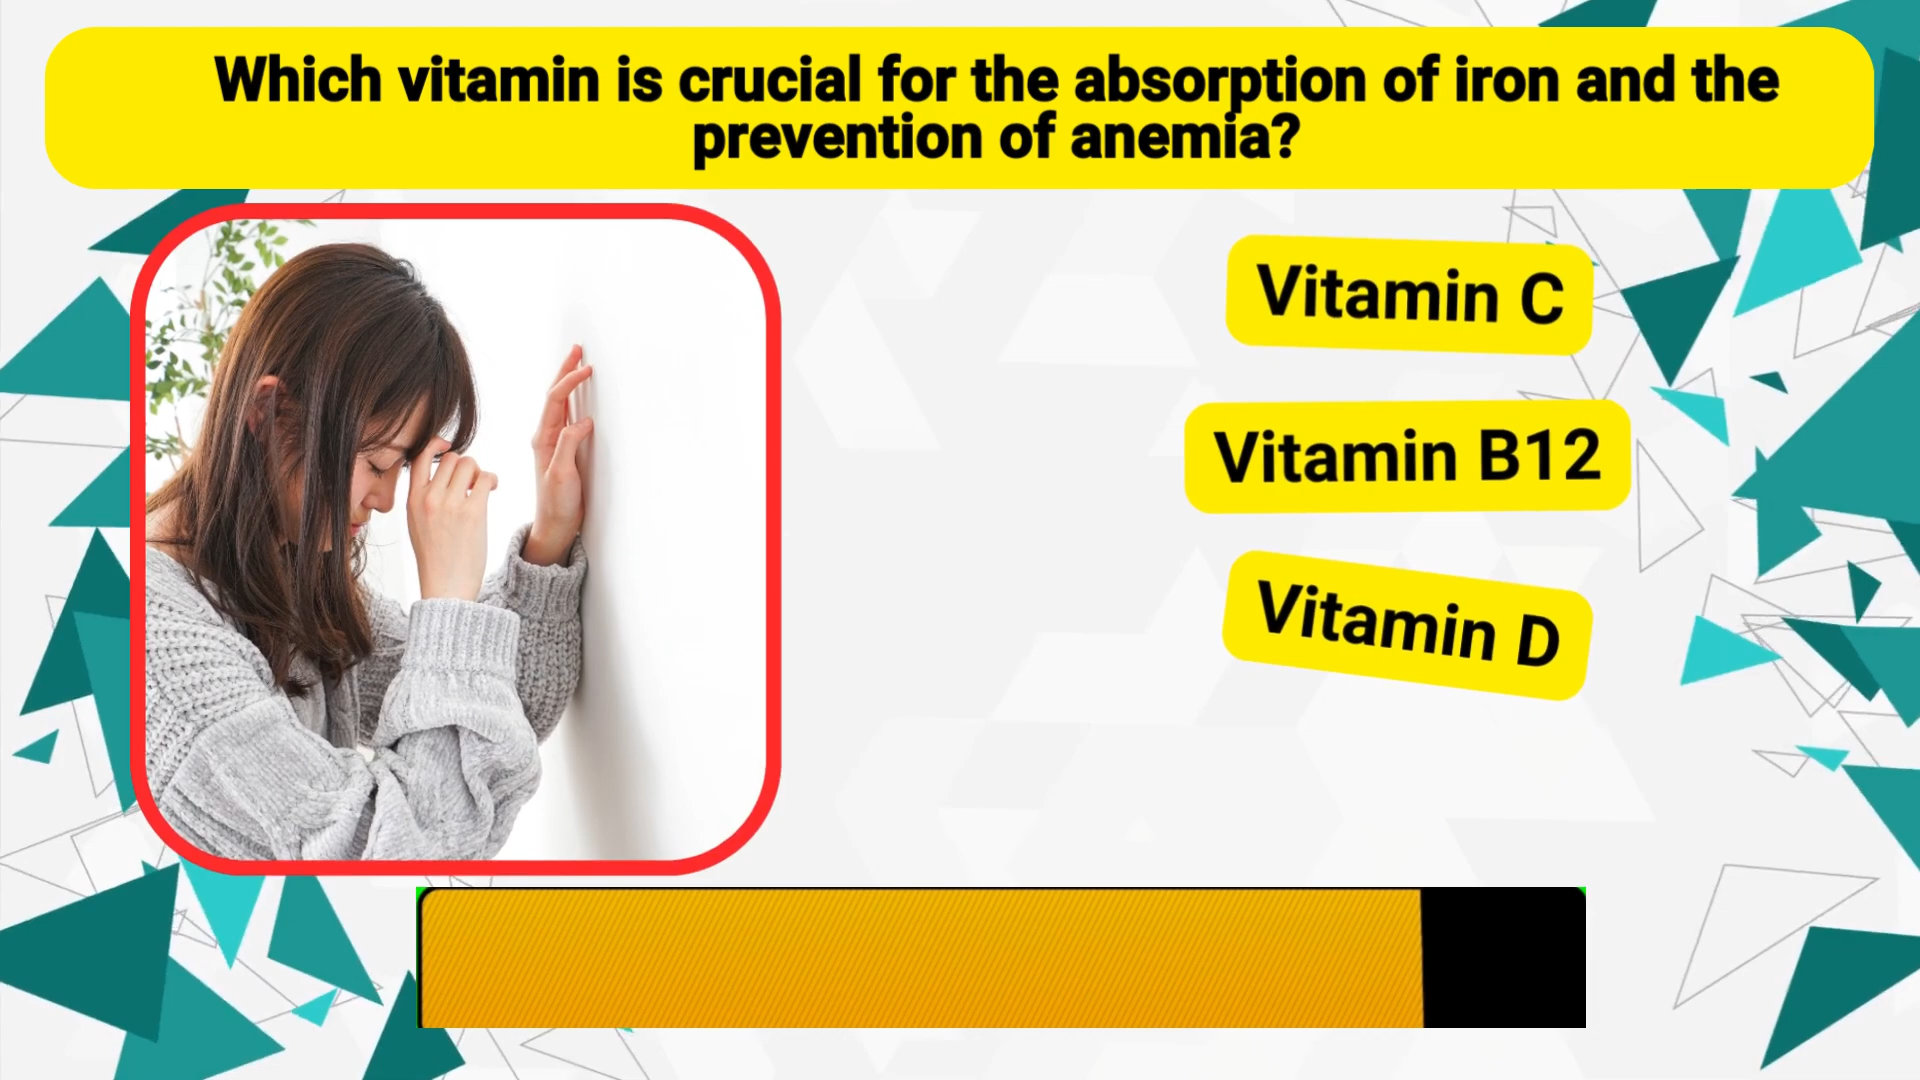 Which vitamin is crucial for the absorption of iron and the
prevention of anemia?
Vitamin C
Vitamin B12
Vitamin D